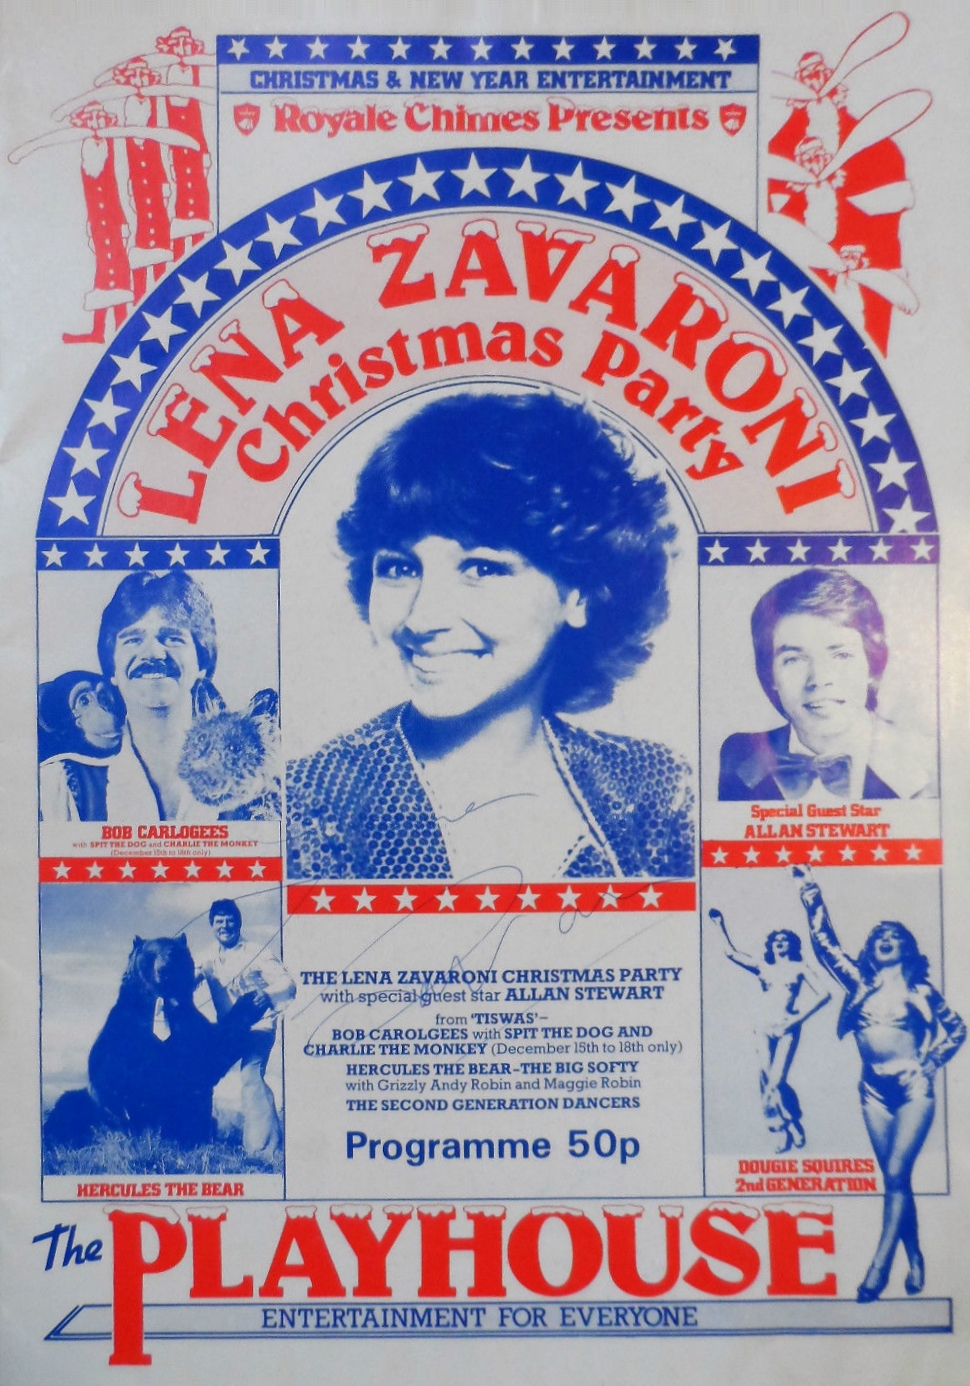 CHRISTMAS & NEW YEAR ENTERTAINMENT
Royale Chimes Presents
LENA ZAVARONI
Christmas Party
BOB CARLOGEES
with SPIT THE DOG and CHARLIE THE MONKEY
(December 15th to 18th only)
Special Guest Star
ALLAN STEWART
HERCULES THE BEAR
THE LENA ZAVARONI CHRISTMAS PARTY
with special guest star ALLAN STEWART
from 'TISWAS'–
BOB CAROLGEES with SPIT THE DOG AND
CHARLIE THE MONKEY (December 15th to 18th only)
HERCULES THE BEAR–THE BIG SOFTY
with Grizzly Andy Robin and Maggie Robin
THE SECOND GENERATION DANCERS
Programme 50p
DOUGIE SQUIRES
2nd GENERATION
The PLAYHOUSE
ENTERTAINMENT FOR EVERYONE